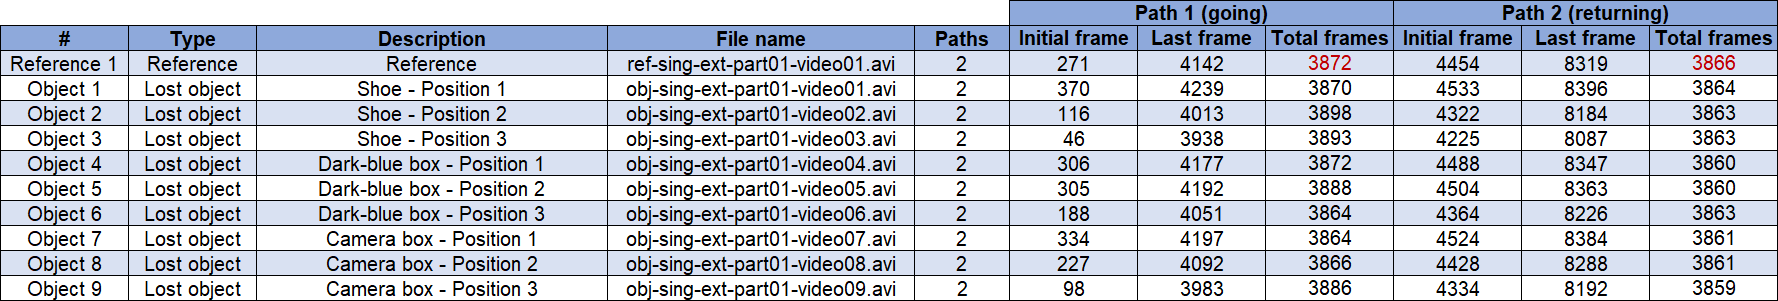 Path 1 (going) Path 2 (returning)
# Type Description File name Paths Initial frame Last frame Total frames Initial frame Last frame Total frames
Reference 1 Reference Reference ref-sing-ext-part01-video01.avi 2 271 4142 3872 4454 8319 3866
Object 1 Lost object Shoe - Position 1 obj-sing-ext-part01-video01.avi 2 370 4239 3870 4533 8396 3864
Object 2 Lost object Shoe - Position 2 obj-sing-ext-part01-video02.avi 2 116 4013 3898 4322 8184 3863
Object 3 Lost object Shoe - Position 3 obj-sing-ext-part01-video03.avi 2 46 3938 3893 4225 8087 3863
Object 4 Lost object Dark-blue box - Position 1 obj-sing-ext-part01-video04.avi 2 306 4177 3872 4488 8347 3860
Object 5 Lost object Dark-blue box - Position 2 obj-sing-ext-part01-video05.avi 2 305 4192 3888 4504 8363 3860
Object 6 Lost object Dark-blue box - Position 3 obj-sing-ext-part01-video06.avi 2 188 4051 3864 4364 8226 3863
Object 7 Lost object Camera box - Position 1 obj-sing-ext-part01-video07.avi 2 334 4197 3864 4524 8384 3861
Object 8 Lost object Camera box - Position 2 obj-sing-ext-part01-video08.avi 2 227 4092 3866 4428 8288 3861
Object 9 Lost object Camera box - Position 3 obj-sing-ext-part01-video09.avi 2 98 3983 3886 4334 8192 3859